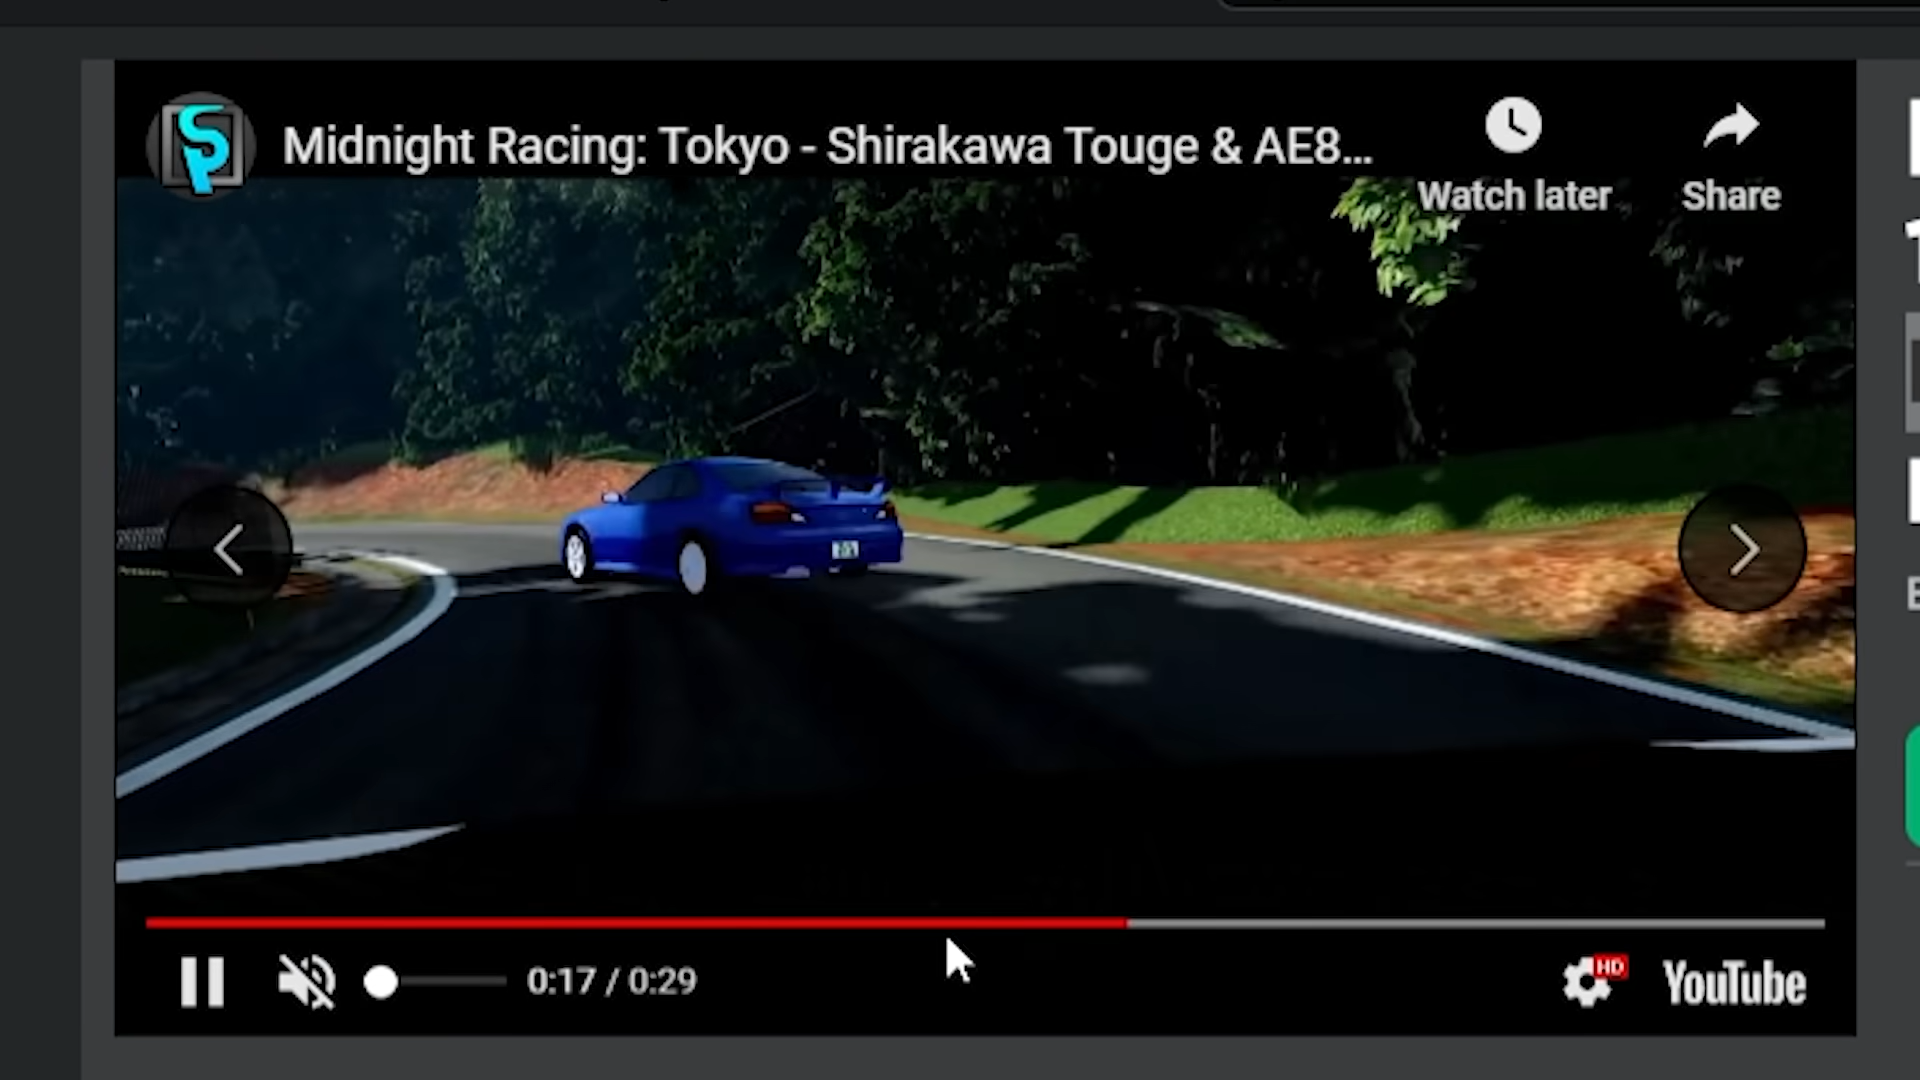 Midnight Racing: Tokyo - Shirakawa Touge & AE8...
Watch later
Share
0:17 / 0:29
HD
YouTube